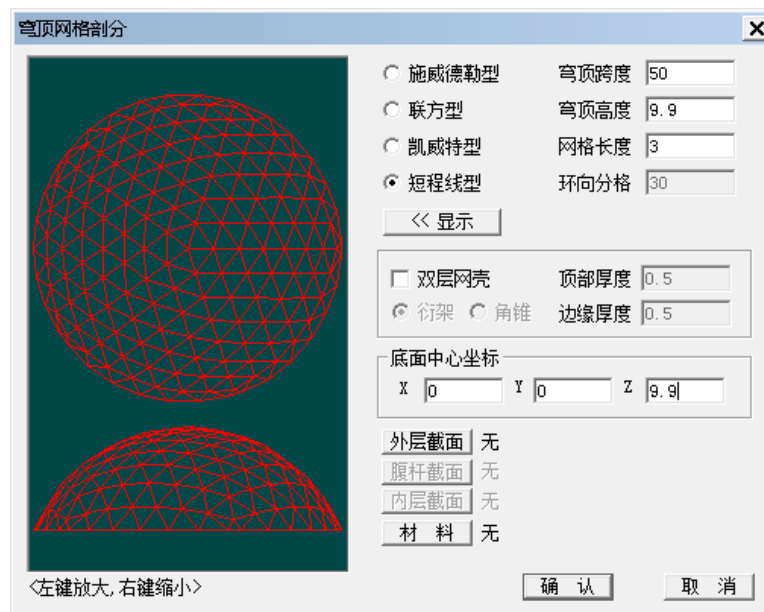 穹顶网格剖分
施威德勒型 穹顶跨度 50
联方型 穹顶高度 9.9
凯威特型 网格长度 3
短程线型 环向分格 30
<< 显示
双层网壳 顶部厚度 0.5
衍架 角锥 边缘厚度 0.5
底面中心坐标
X 0 Y 0 Z 9.9
外层截面 无
腹杆截面 无
内层截面 无
材 料 无
<左键放大,右键缩小>
确 认 取 消